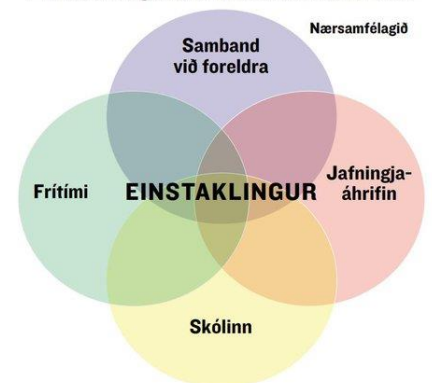 Nærsamfélagið
Samband
við foreldra
Frítími
EINSTAKLINGUR
Jafningja-
áhrifin
Skólinn